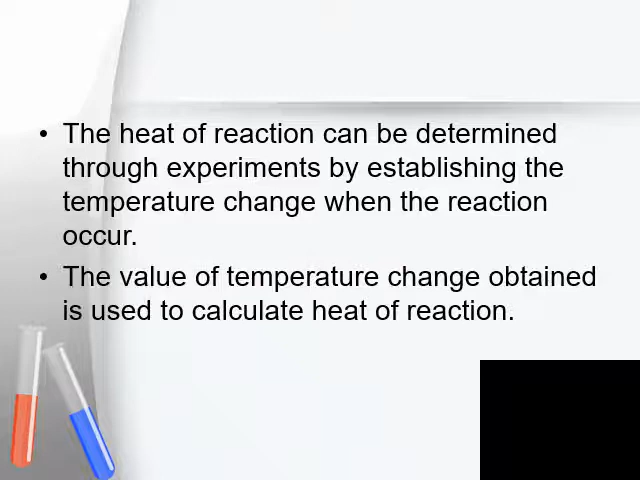 • The heat of reaction can be determined
through experiments by establishing the
temperature change when the reaction
occur.
• The value of temperature change obtained
is used to calculate heat of reaction.